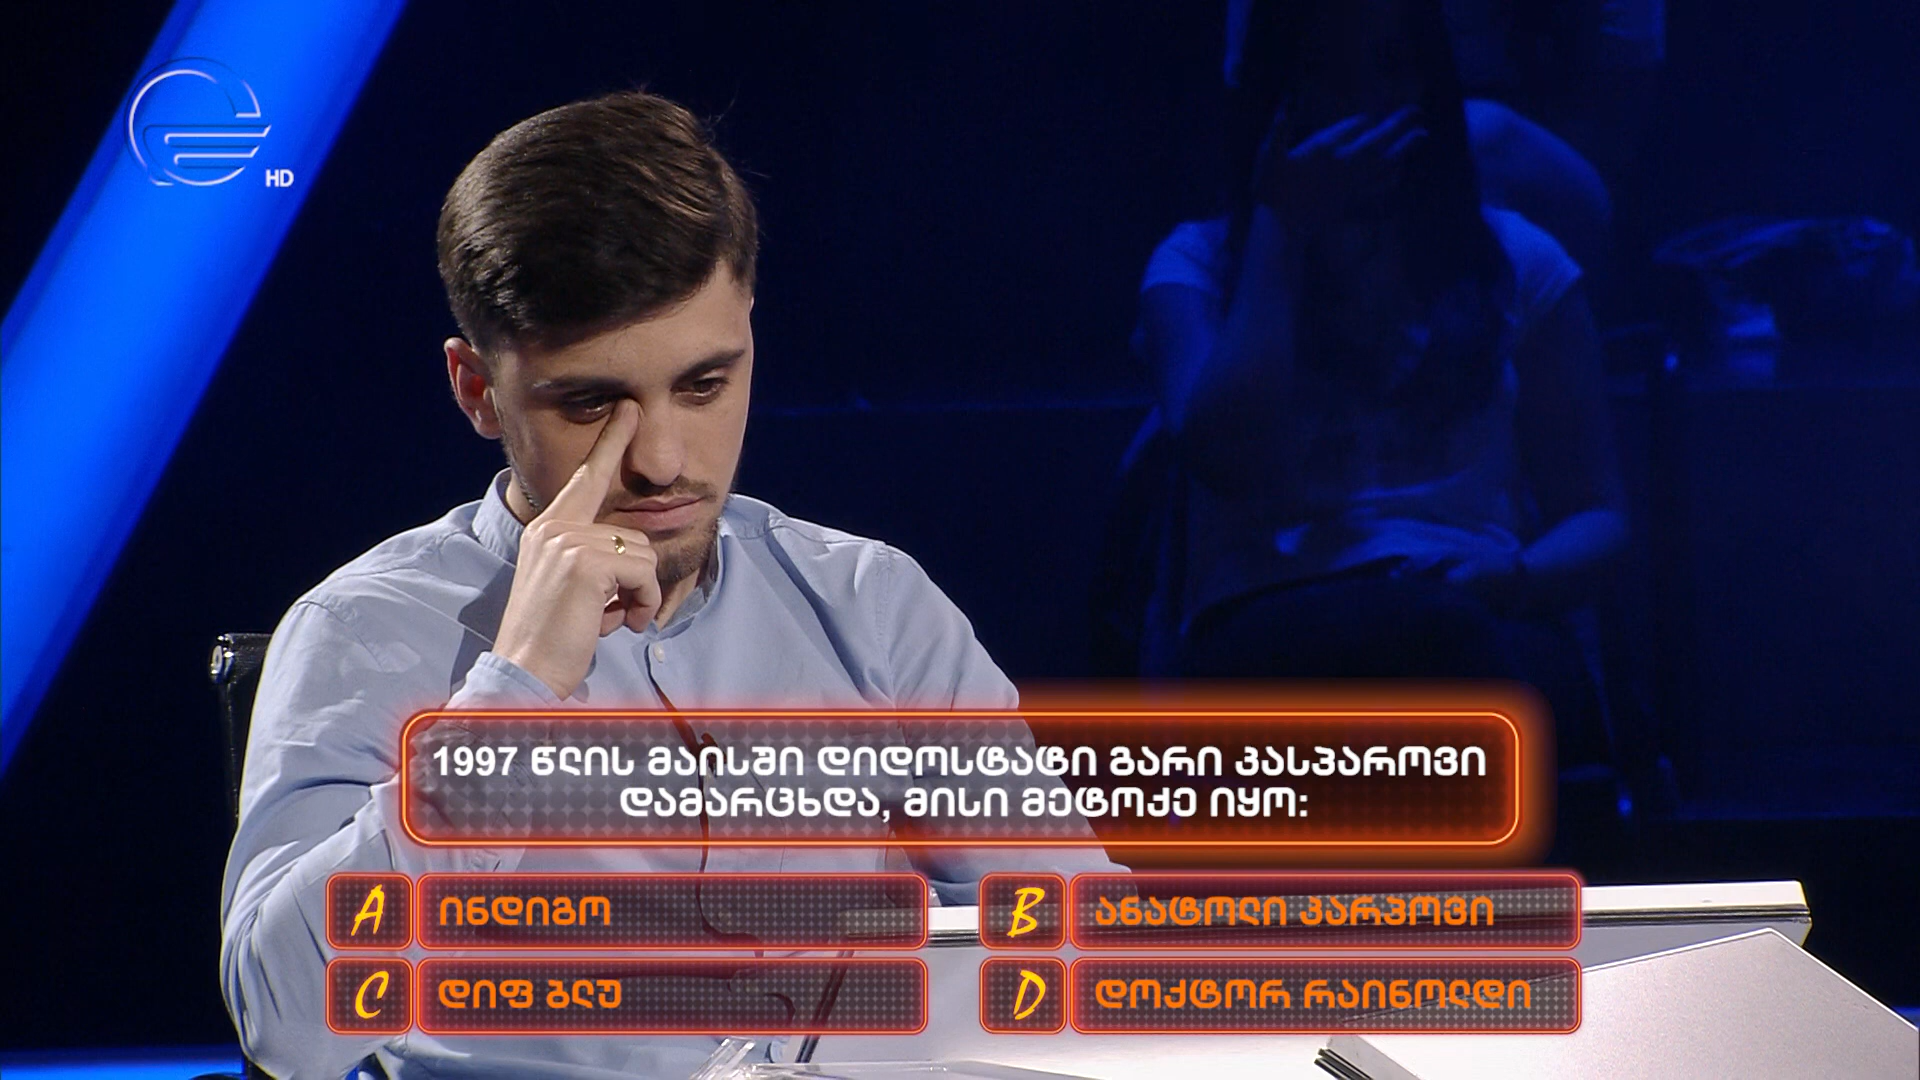 HD
1997 წლის მაისში დიდოსტატი გარი კასპაროვი
დამარცხდა, მისი მეტოქე იყო:
A ინდიგო
B ანატოლი კარპოვი
C დიფ ბლუ
D დოქტორ რაინოლდი